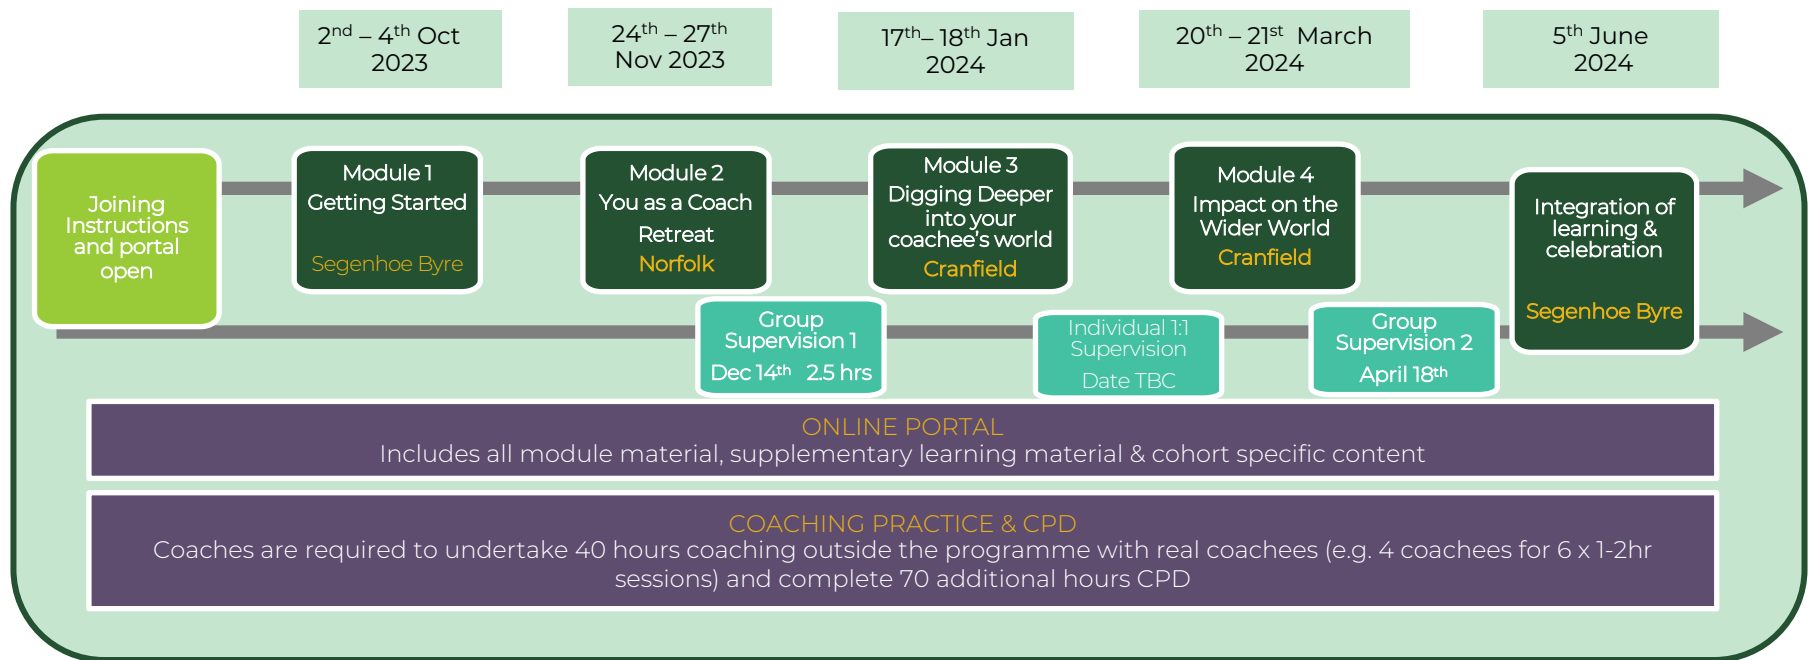 2nd – 4th Oct
2023
24th – 27th
Nov 2023
17th– 18th Jan
2024
20th – 21st March
2024
5th June
2024
Joining
Instructions
and portal
open
Module 1
Getting Started
Segenhoe Byre
Module 2
You as a Coach
Retreat
Norfolk
Module 3
Digging Deeper
into your
coachee's world
Cranfield
Module 4
Impact on the
Wider World
Cranfield
Integration of
learning &
celebration
Segenhoe Byre
Group
Supervision 1
Dec 14th 2.5 hrs
Individual 1:1
Supervision
Date TBC
Group
Supervision 2
April 18th
ONLINE PORTAL
Includes all module material, supplementary learning material & cohort specific content
COACHING PRACTICE & CPD
Coaches are required to undertake 40 hours coaching outside the programme with real coachees (e.g. 4 coachees for 6 x 1-2hr
sessions) and complete 70 additional hours CPD